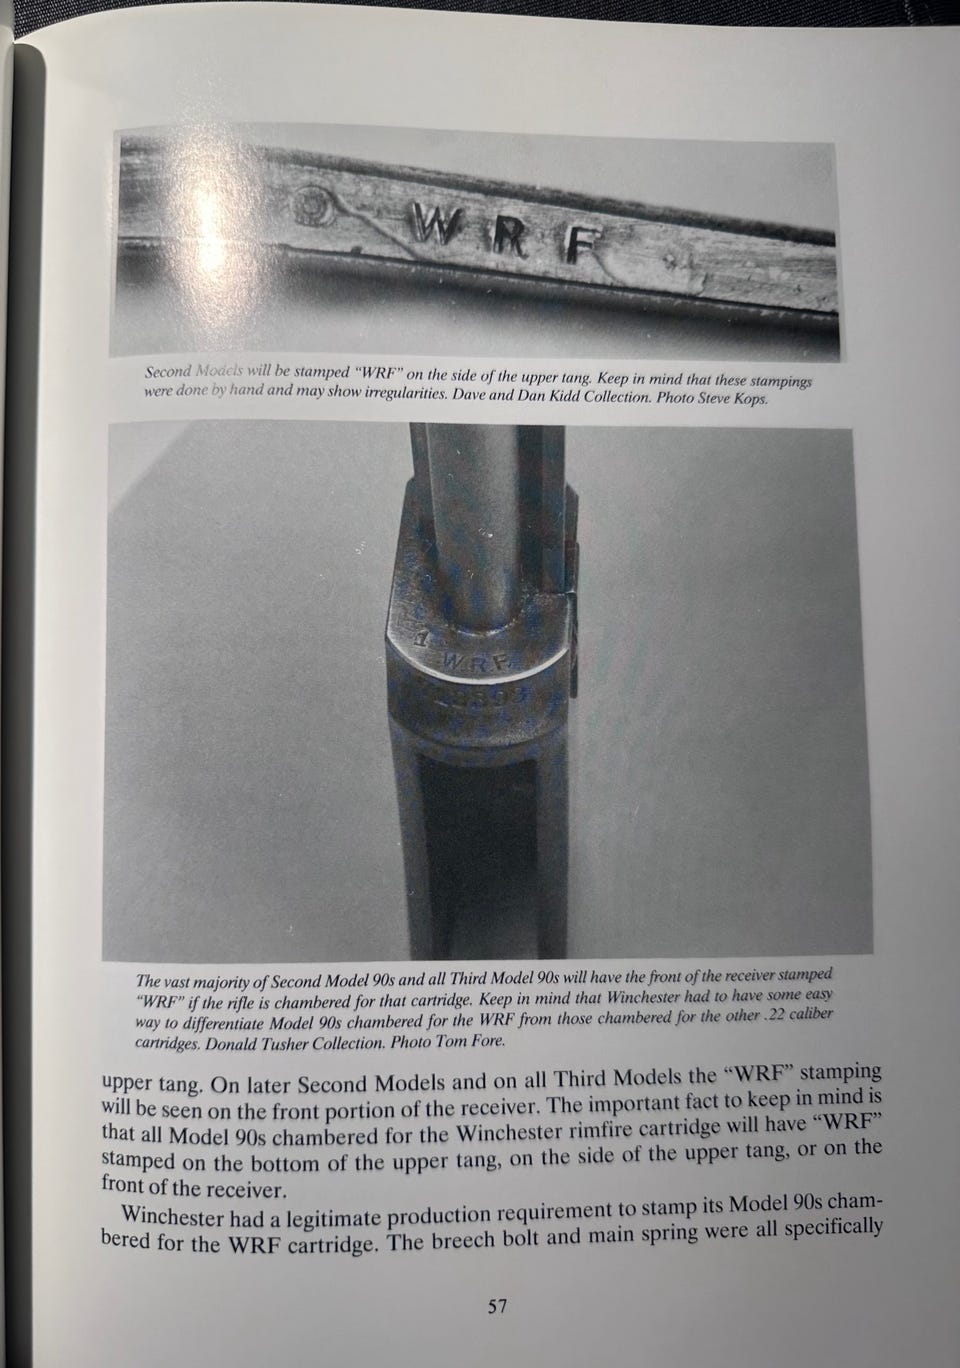 W R F
Second Models will be stamped “WRF” on the side of the upper tang. Keep in mind that these stampings
were done by hand and may show irregularities. Dave and Dan Kidd Collection. Photo Steve Kops.
1
W.R.F.
The vast majority of Second Model 90s and all Third Model 90s will have the front of the receiver stamped
“WRF” if the rifle is chambered for that cartridge. Keep in mind that Winchester had to have some easy
way to differentiate Model 90s chambered for the WRF from those chambered for the other .22 caliber
cartridges. Donald Tusher Collection. Photo Tom Fore.
upper tang. On later Second Models and on all Third Models the “WRF” stamping
will be seen on the front portion of the receiver. The important fact to keep in mind is
that all Model 90s chambered for the Winchester rimfire cartridge will have “WRF”
stamped on the bottom of the upper tang, on the side of the upper tang, or on the
front of the receiver.
Winchester had a legitimate production requirement to stamp its Model 90s cham-
bered for the WRF cartridge. The breech bolt and main spring were all specifically
57